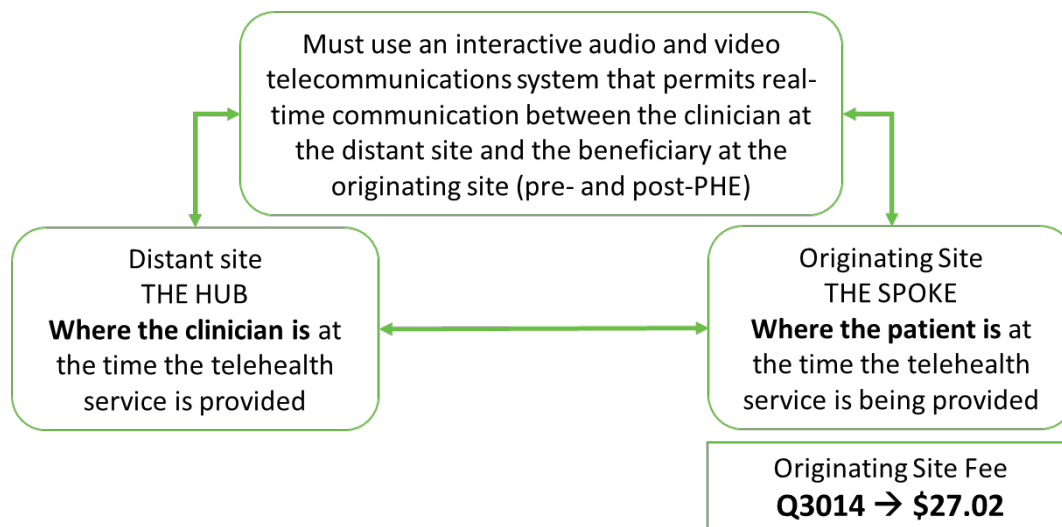 Must use an interactive audio and video
telecommunications system that permits real-
time communication between the clinician at
the distant site and the beneficiary at the
originating site (pre- and post-PHE)
Distant site
THE HUB
Where the clinician is at
the time the telehealth
service is provided
Originating Site
THE SPOKE
Where the patient is at
the time the telehealth
service is being provided
Originating Site Fee
Q3014 → $27.02